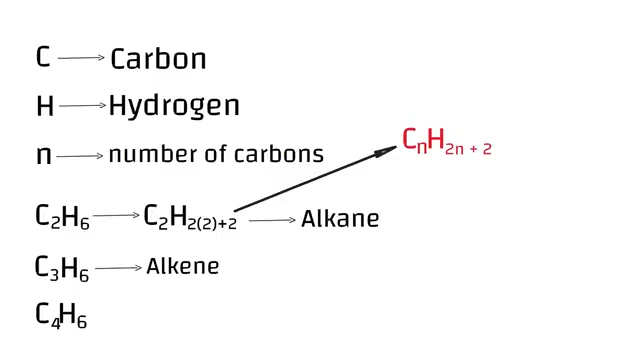 C → Carbon
H → Hydrogen
n → number of carbons
CₙH₂ₙ ₊ ₂
C₂H₆ → C₂H₂₍₂₎₊₂ → Alkane
C₃H₆ → Alkene
C₄H₆